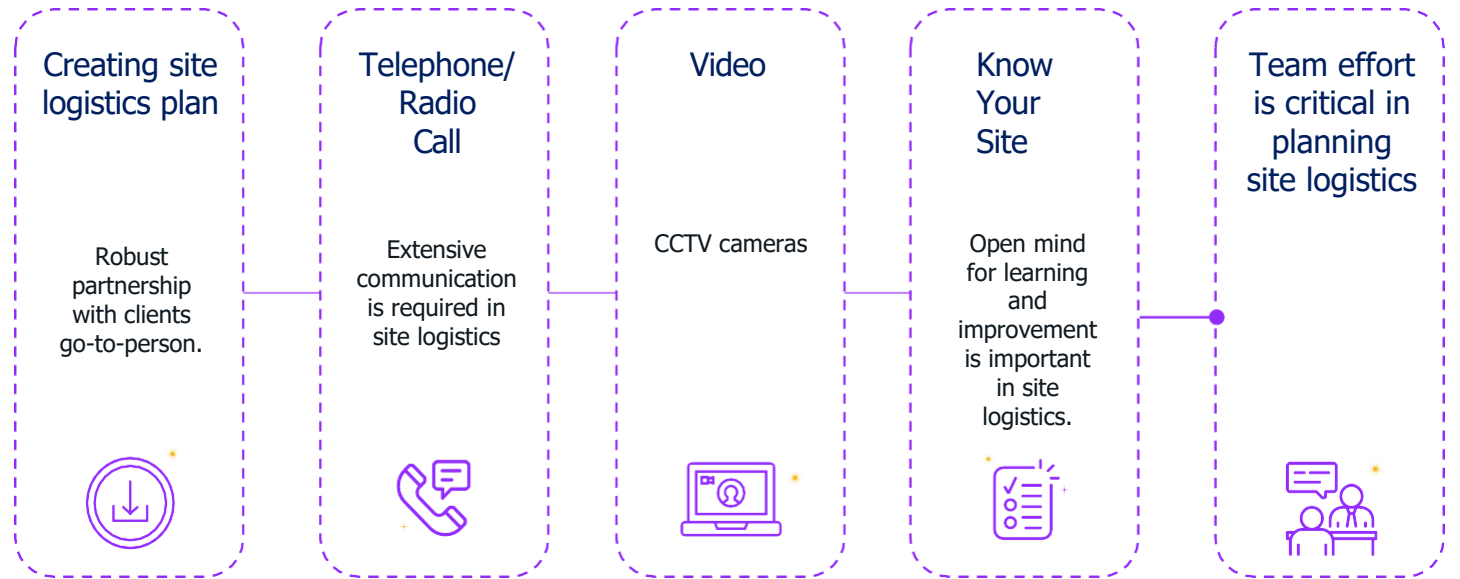 Creating site
logistics plan
Robust
partnership
with clients
go-to-person.
Telephone/
Radio
Call
Extensive
communication
is required in
site logistics
Video
CCTV cameras
Know
Your
Site
Open mind
for learning
and
improvement
is important
in site
logistics.
Team effort
is critical in
planning
site logistics